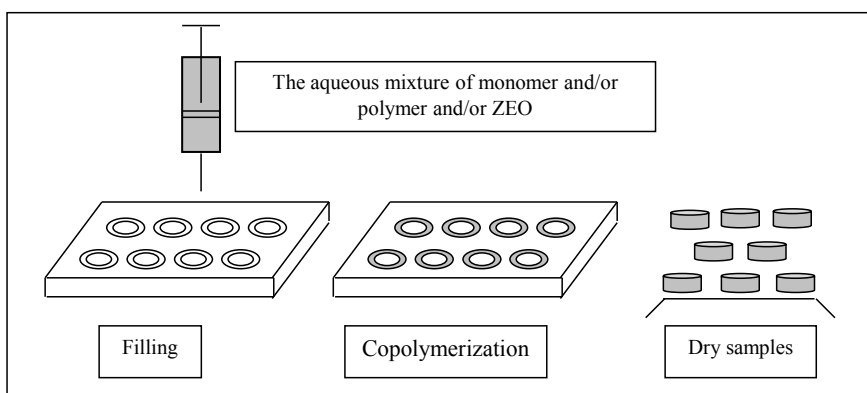 The aqueous mixture of monomer and/or
polymer and/or ZEO
Filling
Copolymerization
Dry samples